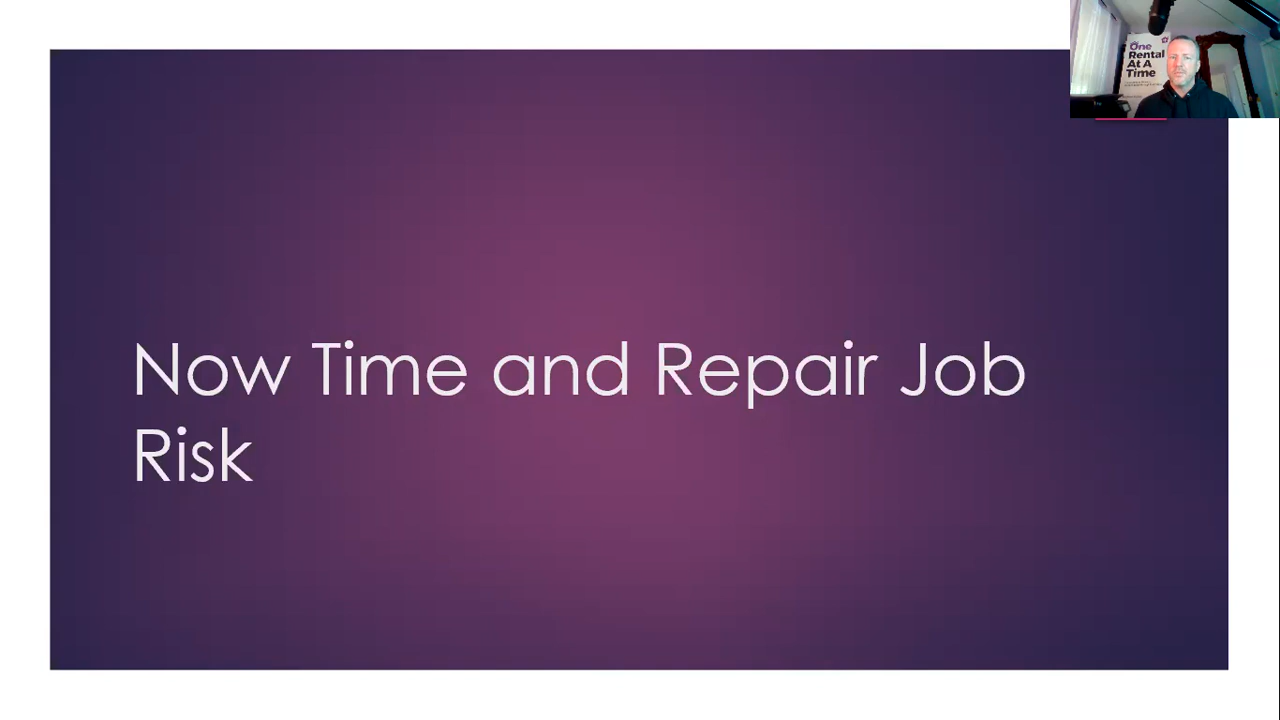 One
Rental
At A
Time
Now Time and Repair Job
Risk